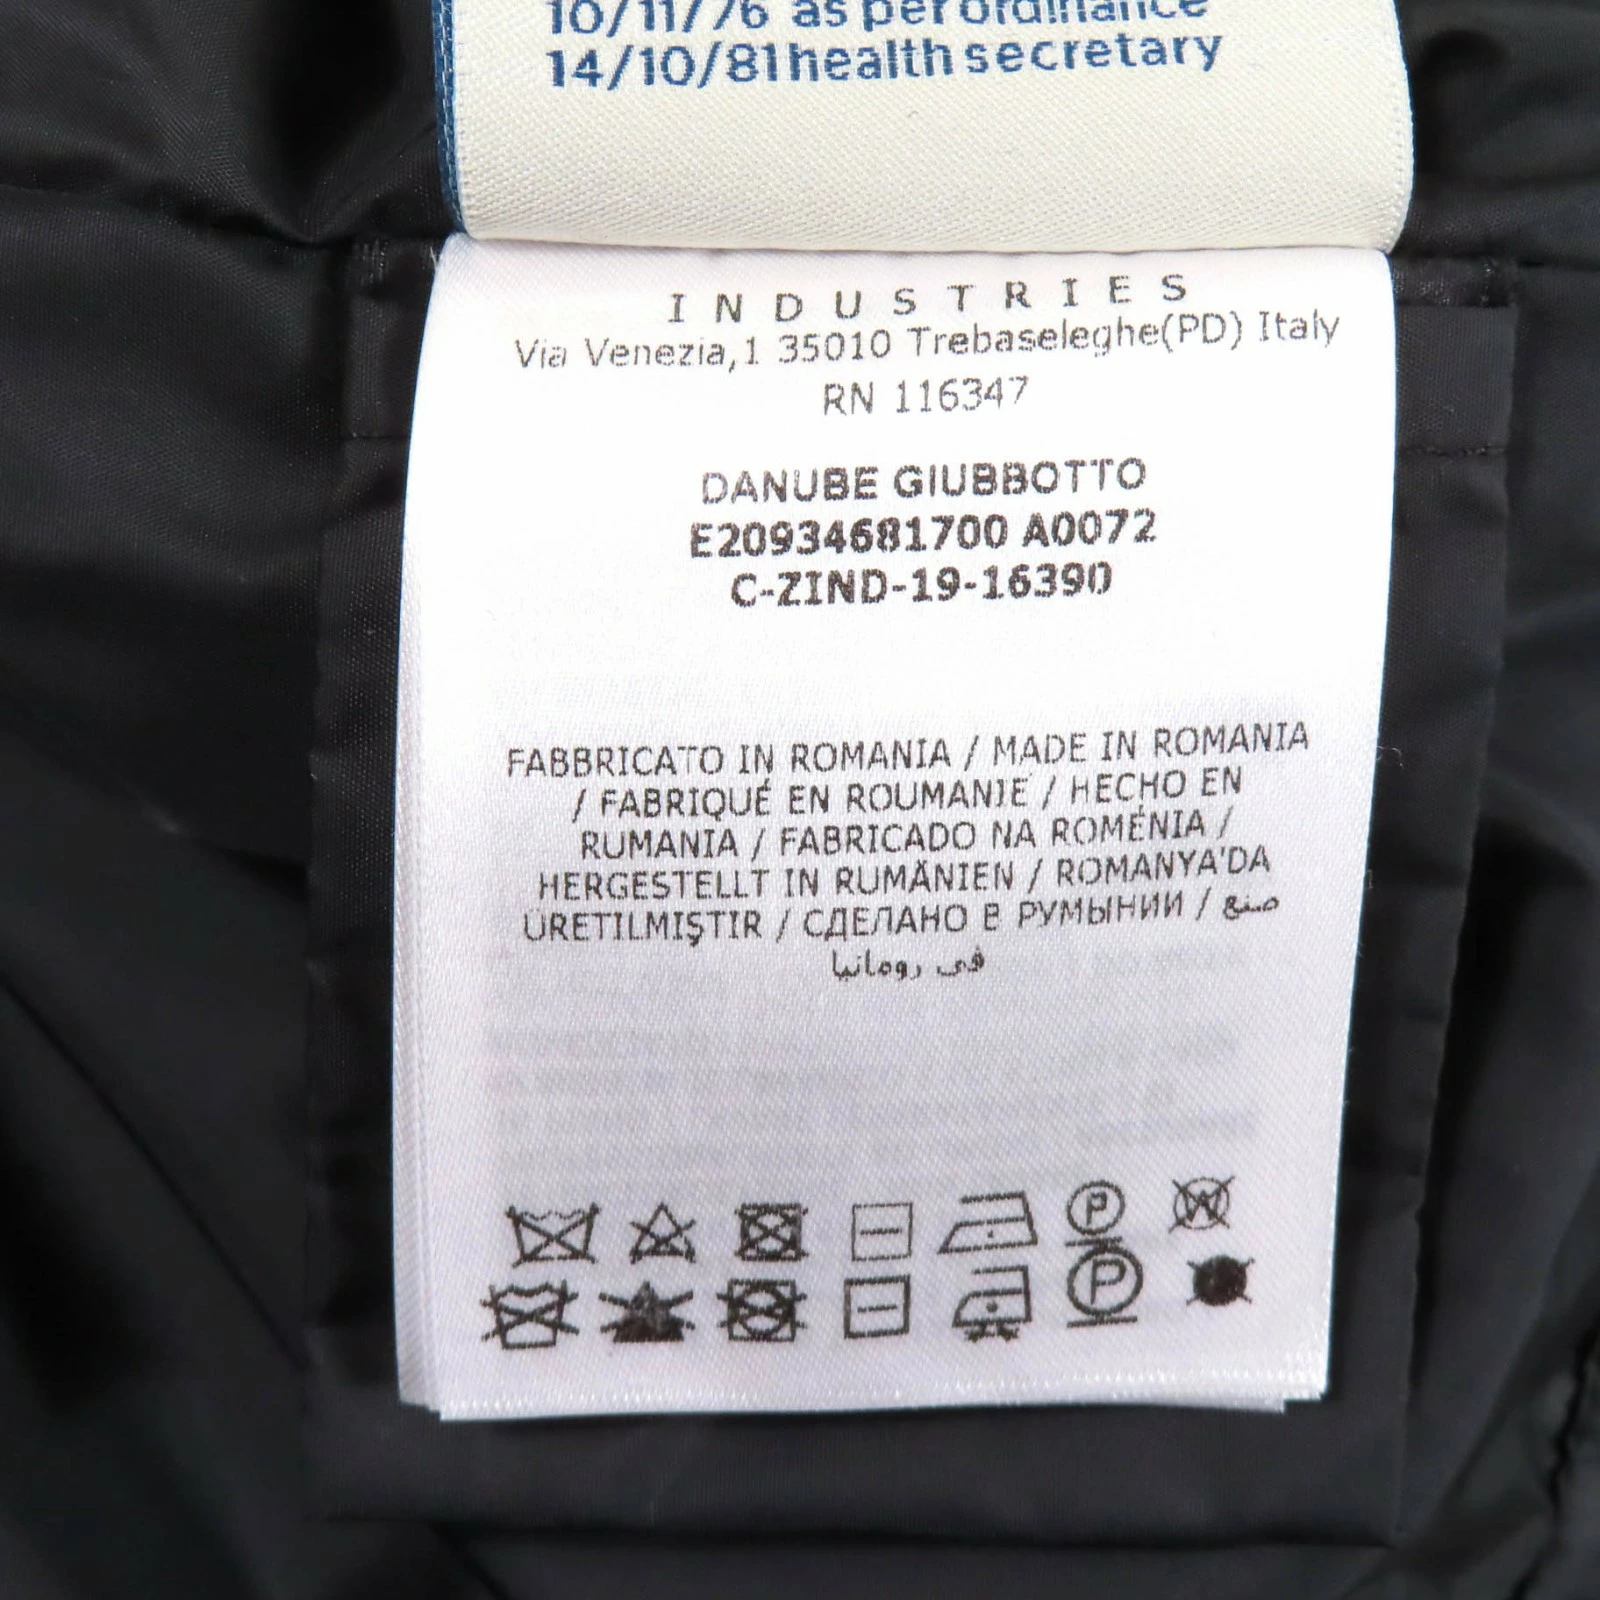 10/11/76 as per ordinance
14/10/81 health secretary
INDUSTRIES
Via Venezia,1 35010 Trebaseleghe(PD) Italy
RN 116347
DANUBE GIUBBOTTO
E20934681700 A0072
C-ZIND-19-16390
FABBRICATO IN ROMANIA / MADE IN ROMANIA
/ FABRIQUÉ EN ROUMANIE / HECHO EN
RUMANIA / FABRICADO NA ROMÉNIA /
HERGESTELLT IN RUMÄNIEN / ROMANYA'DA
ÜRETILMIŞTIR / СДЕЛАНО В РУМЫНИИ / صنع
في رومانيا
P W
P